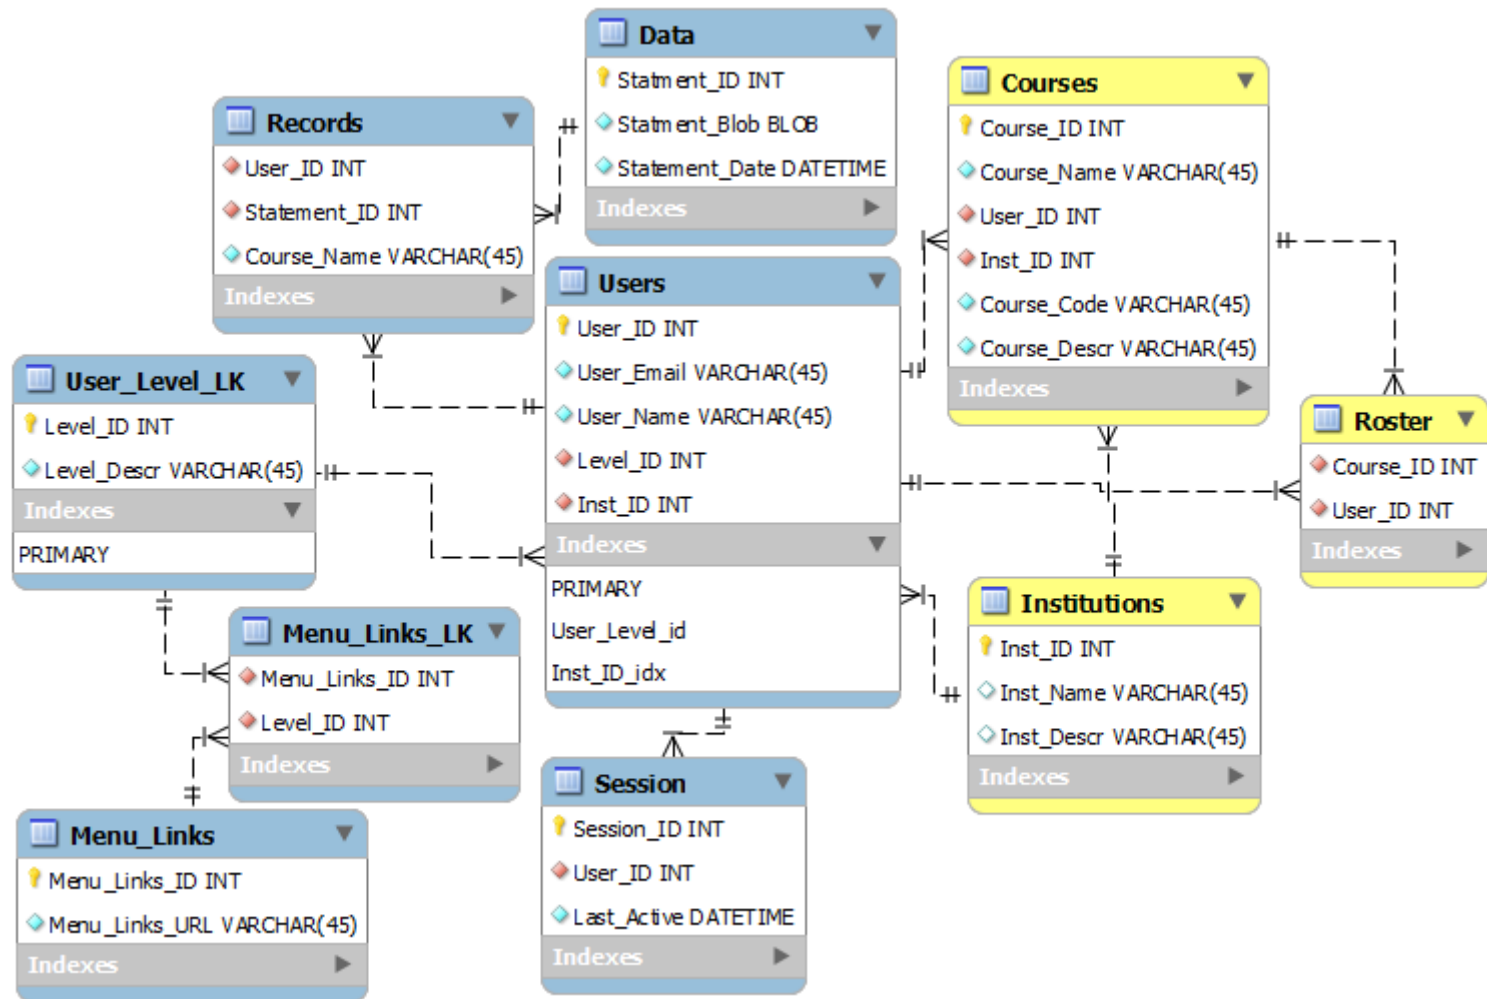 Data
Statment_ID INT
Statment_Blob BLOB
Statement_Date DATETIME
Indexes
Courses
Course_ID INT
Course_Name VARCHAR(45)
User_ID INT
Inst_ID INT
Course_Code VARCHAR(45)
Course_Descr VARCHAR(45)
Indexes
Records
User_ID INT
Statement_ID INT
Course_Name VARCHAR(45)
Indexes
Users
User_ID INT
User_Email VARCHAR(45)
User_Name VARCHAR(45)
Level_ID INT
Inst_ID INT
Indexes
PRIMARY
User_Level_id
Inst_ID_idx
User_Level_LK
Level_ID INT
Level_Descr VARCHAR(45)
Indexes
PRIMARY
Roster
Course_ID INT
User_ID INT
Indexes
Institutions
Inst_ID INT
Inst_Name VARCHAR(45)
Inst_Descr VARCHAR(45)
Indexes
Menu_Links_LK
Menu_Links_ID INT
Level_ID INT
Indexes
Session
Session_ID INT
User_ID INT
Last_Active DATETIME
Indexes
Menu_Links
Menu_Links_ID INT
Menu_Links_URL VARCHAR(45)
Indexes